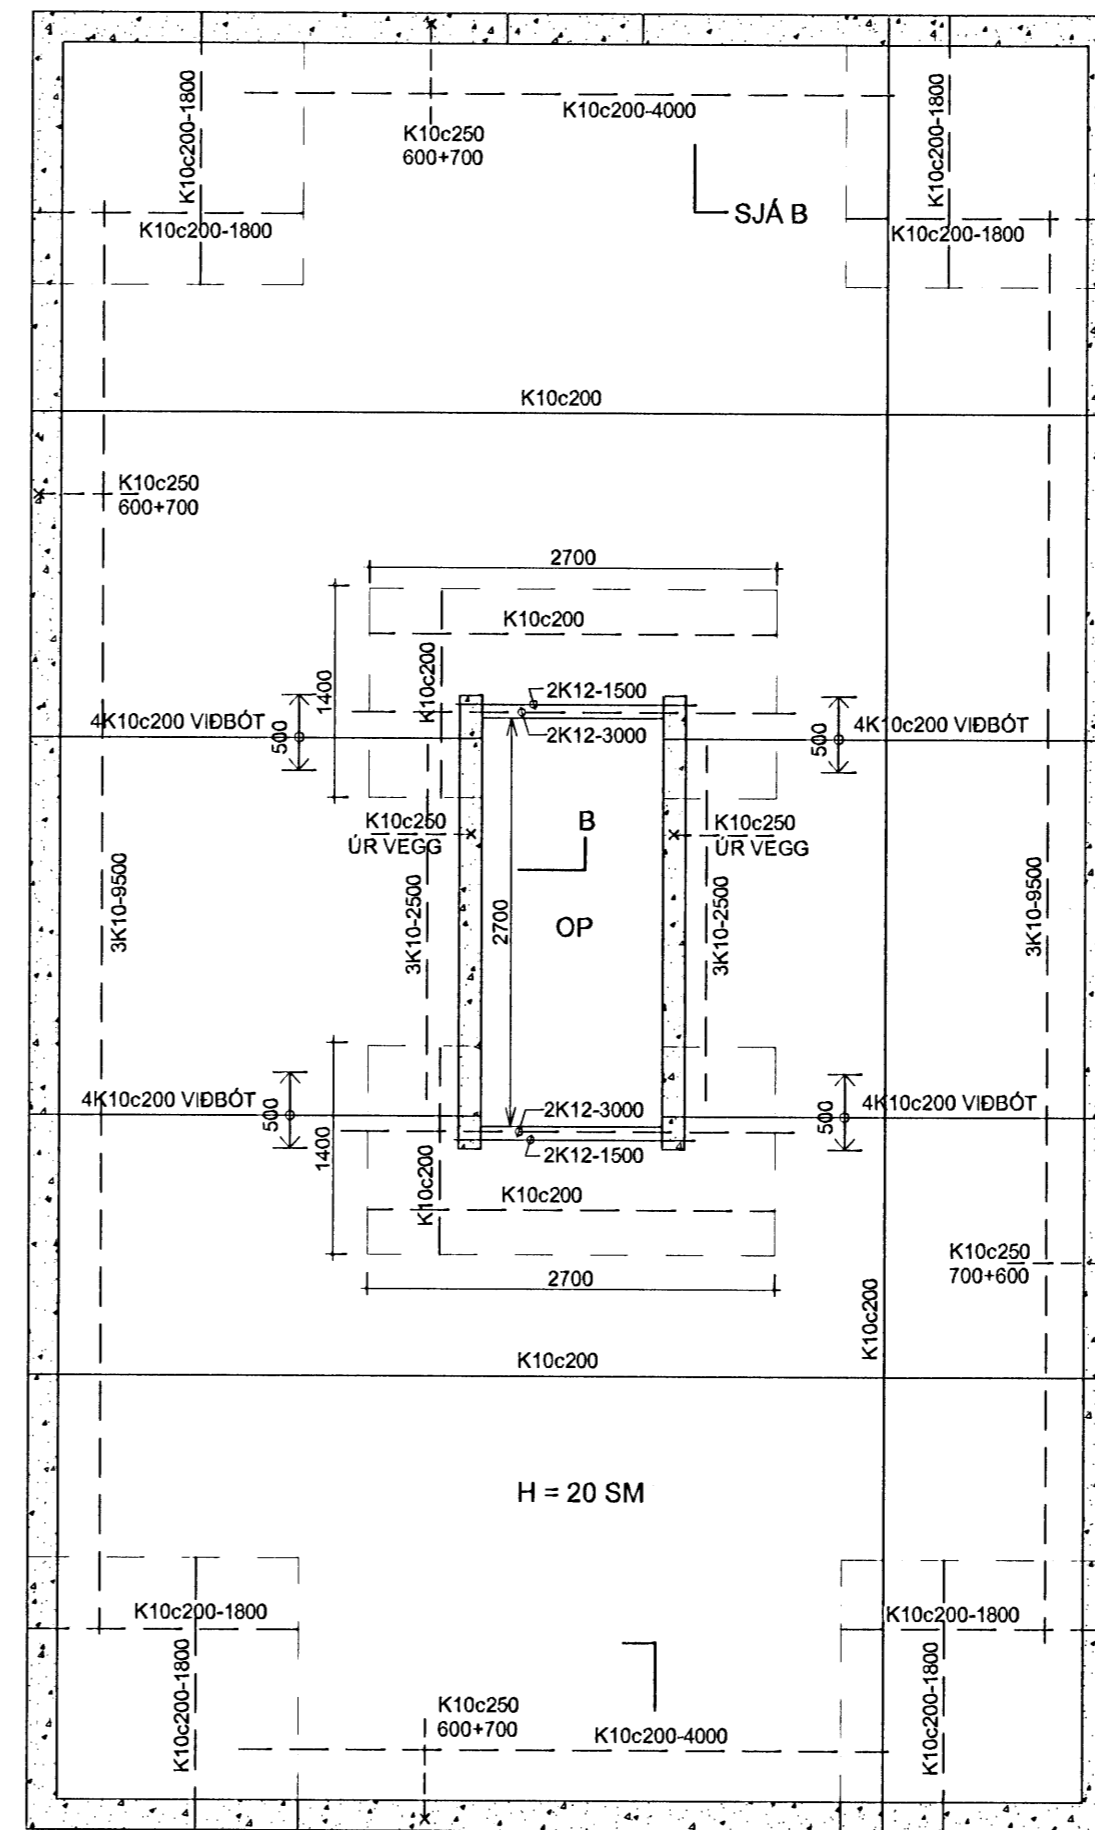 K10c200-1800
K10c200-4000
K10c250
600+700
K10c200-1800
SJÁ B
K10c200-1800
K10c200-1800
K10c200
K10c250
600+700
2700
K10c200
K10c200
1400
2K12-1500
2K12-3000
4K10c200 VIÐBÓT
500
500
4K10c200 VIÐBÓT
K10c250
ÚR VEGG
B
K10c250
ÚR VEGG
3K10-9500
3K10-2500
2700
OP
3K10-2500
3K10-9500
4K10c200 VIÐBÓT
500
2K12-3000
500
4K10c200 VIÐBÓT
1400
K10c200
2K12-1500
K10c200
K10c250
700+600
2700
K10c200
K10c200
H = 20 SM
K10c200-1800
K10c200-1800
K10c200-1800
K10c250
600+700
K10c200-4000
K10c200-1800